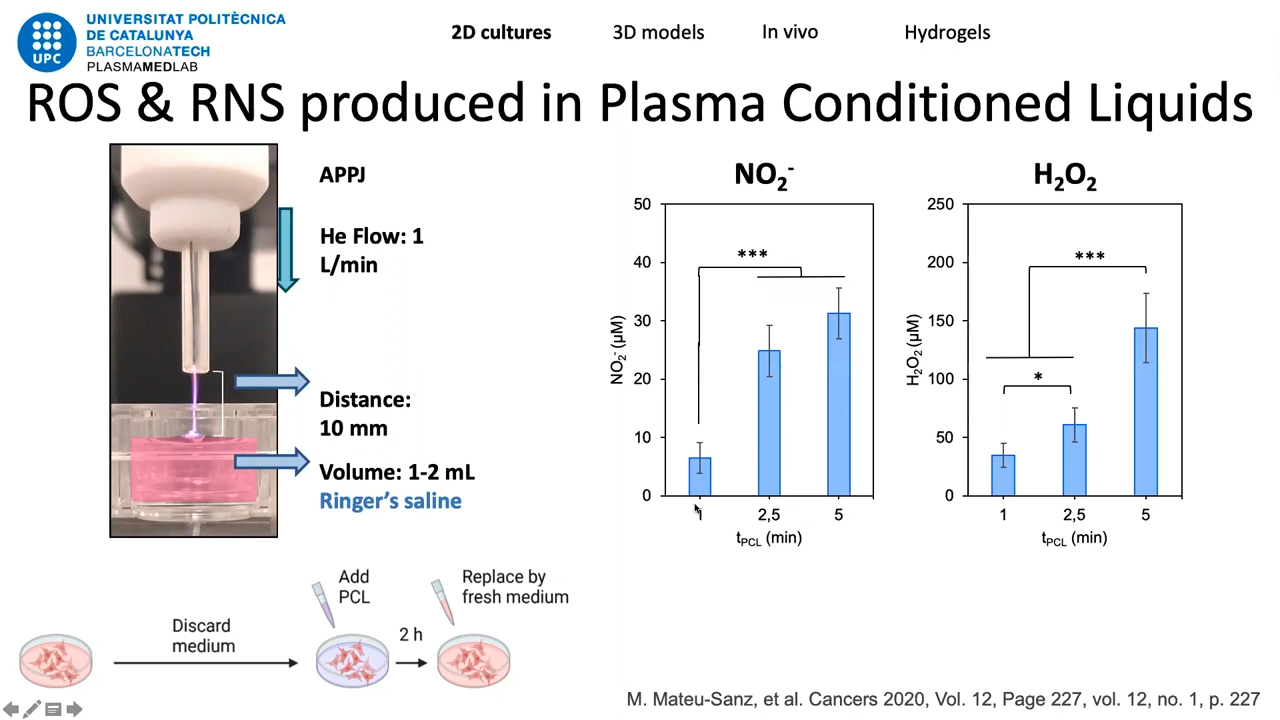 UNIVERSITAT POLITÈCNICA
DE CATALUNYA
BARCELONATECH
PLASMAMEDLAB
UPC
2D cultures
3D models
In vivo
Hydrogels
ROS & RNS produced in Plasma Conditioned Liquids
APPJ
He Flow: 1
L/min
Distance:
10 mm
Volume: 1-2 mL
Ringer's saline
NO₂⁻
50
40
30
20
10
0
NO₂⁻ (µM)
***
1
2,5
5
tPCL (min)
H₂O₂
250
200
150
100
50
0
H₂O₂ (µM)
***
*
1
2,5
5
tPCL (min)
Discard
medium
Add
PCL
2 h
Replace by
fresh medium
M. Mateu-Sanz, et al. Cancers 2020, Vol. 12, Page 227, vol. 12, no. 1, p. 227